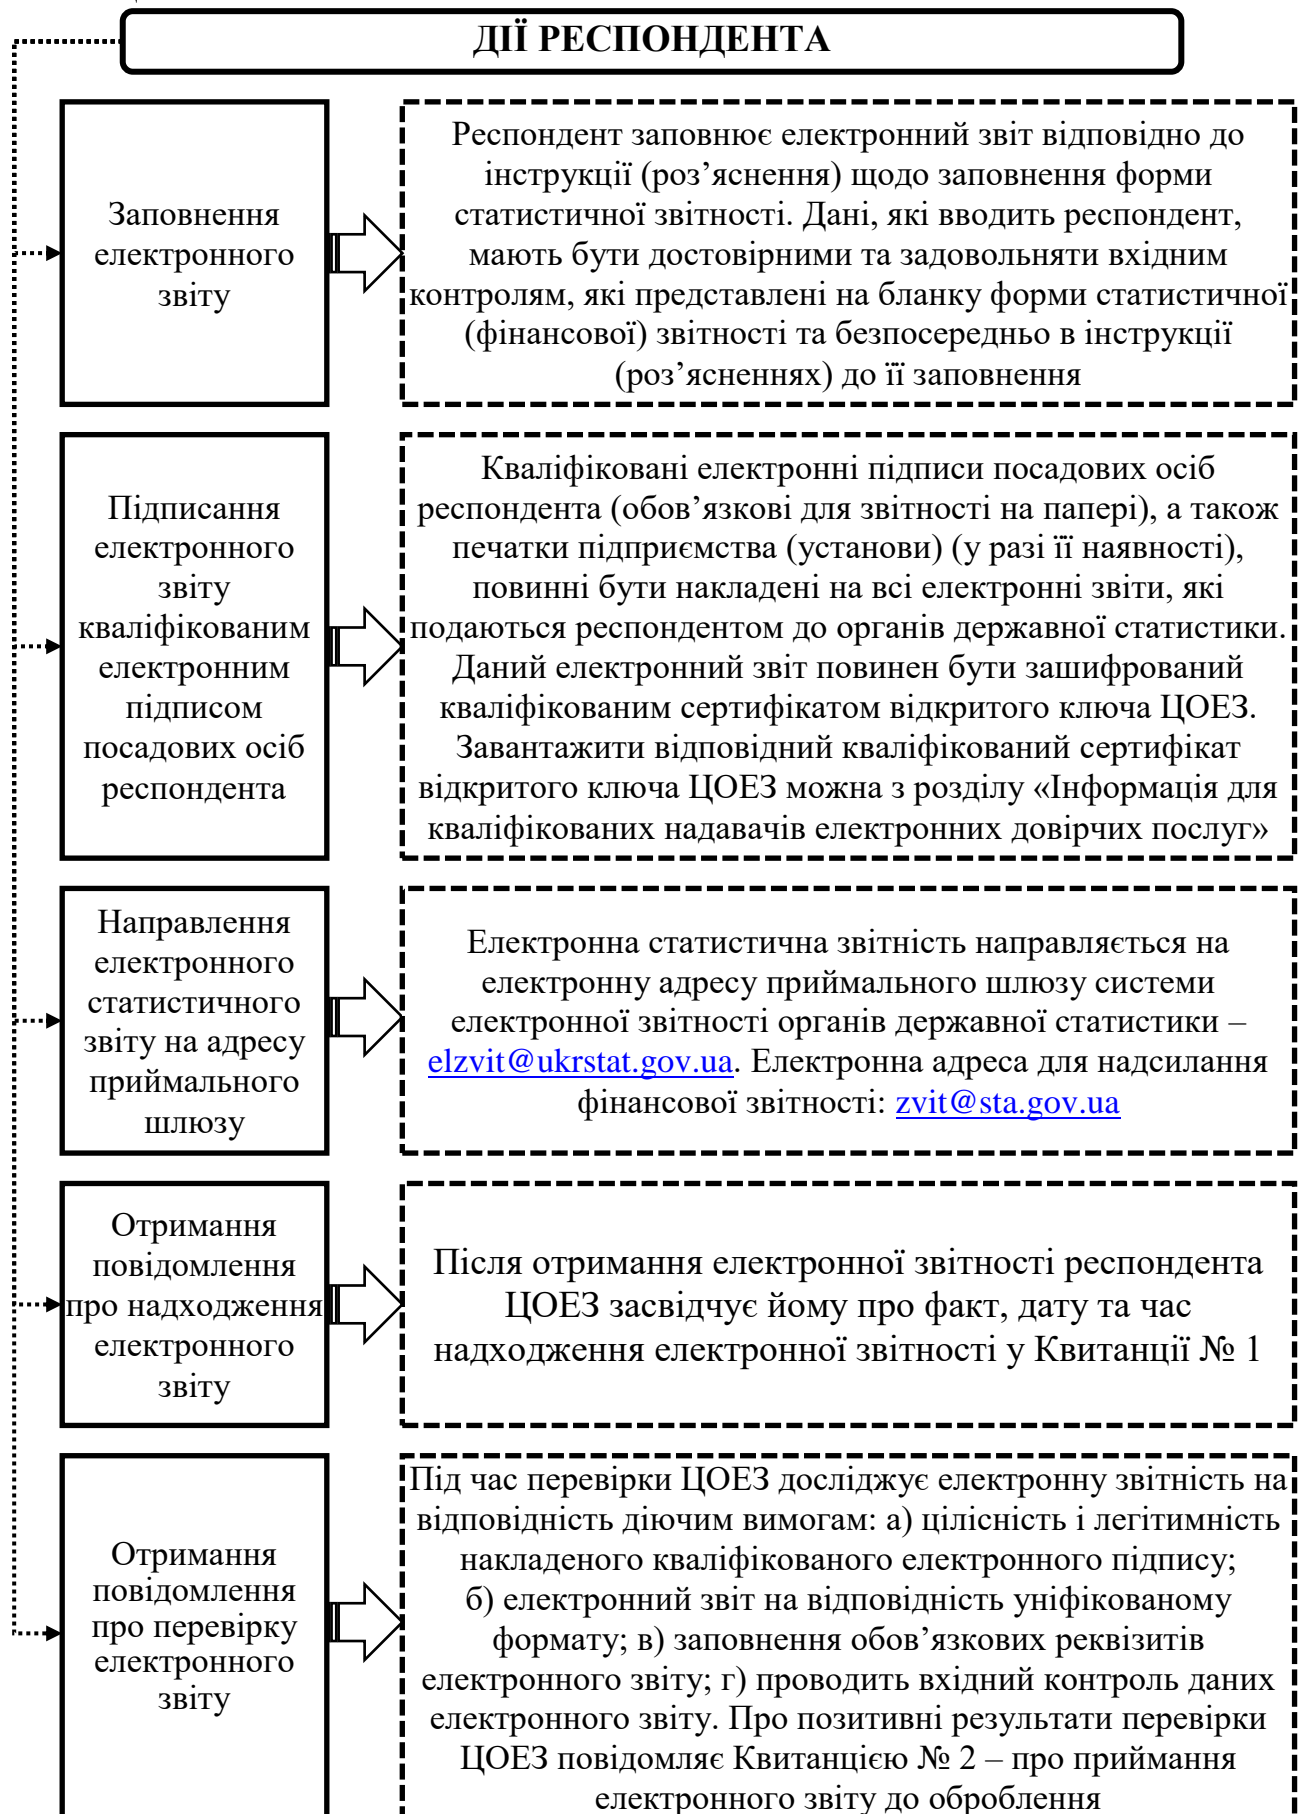 ДІЇ РЕСПОНДЕНТА
Заповнення
електронного
звіту
Респондент заповнює електронний звіт відповідно до
інструкції (роз’яснення) щодо заповнення форми
статистичної звітності. Дані, які вводить респондент,
мають бути достовірними та задовольняти вхідним
контролям, які представлені на бланку форми статистичної
(фінансової) звітності та безпосередньо в інструкції
(роз’ясненнях) до її заповнення
Підписання
електронного
звіту
кваліфікованим
електронним
підписом
посадових осіб
респондента
Кваліфіковані електронні підписи посадових осіб
респондента (обов’язкові для звітності на папері), а також
печатки підприємства (установи) (у разі її наявності),
повинні бути накладені на всі електронні звіти, які
подаються респондентом до органів державної статистики.
Даний електронний звіт повинен бути зашифрований
кваліфікованим сертифікатом відкритого ключа ЦОЕЗ.
Завантажити відповідний кваліфікований сертифікат
відкритого ключа ЦОЕЗ можна з розділу «Інформація для
кваліфікованих надавачів електронних довірчих послуг»
Направлення
електронного
статистичного
звіту на адресу
приймального
шлюзу
Електронна статистична звітність направляється на
електронну адресу приймального шлюзу системи
електронної звітності органів державної статистики –
elzvit@ukrstat.gov.ua. Електронна адреса для надсилання
фінансової звітності: zvit@sta.gov.ua
Отримання
повідомлення
про надходження
електронного
звіту
Після отримання електронної звітності респондента
ЦОЕЗ засвідчує йому про факт, дату та час
надходження електронної звітності у Квитанції № 1
Отримання
повідомлення
про перевірку
електронного
звіту
Під час перевірки ЦОЕЗ досліджує електронну звітність на
відповідність діючим вимогам: а) цілісність і легітимність
накладеного кваліфікованого електронного підпису;
б) електронний звіт на відповідність уніфікованому
формату; в) заповнення обов’язкових реквізитів
електронного звіту; г) проводить вхідний контроль даних
електронного звіту. Про позитивні результати перевірки
ЦОЕЗ повідомляє Квитанцією № 2 – про приймання
електронного звіту до оброблення